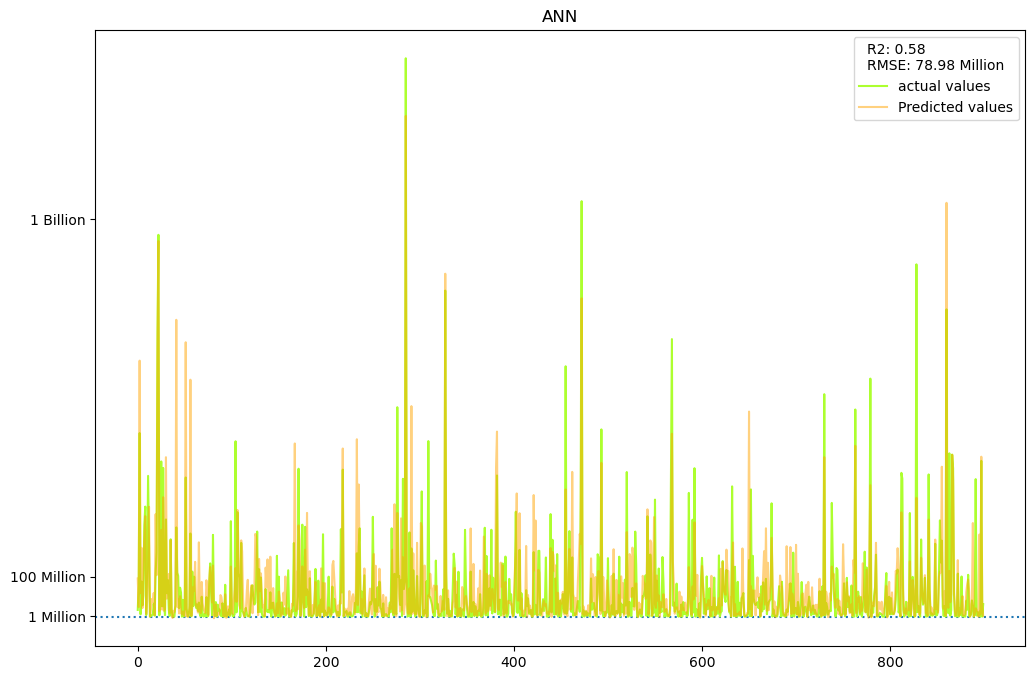 ANN
R2: 0.58
RMSE: 78.98 Million
actual values
Predicted values
1 Billion
100 Million
1 Million
0
200
400
600
800